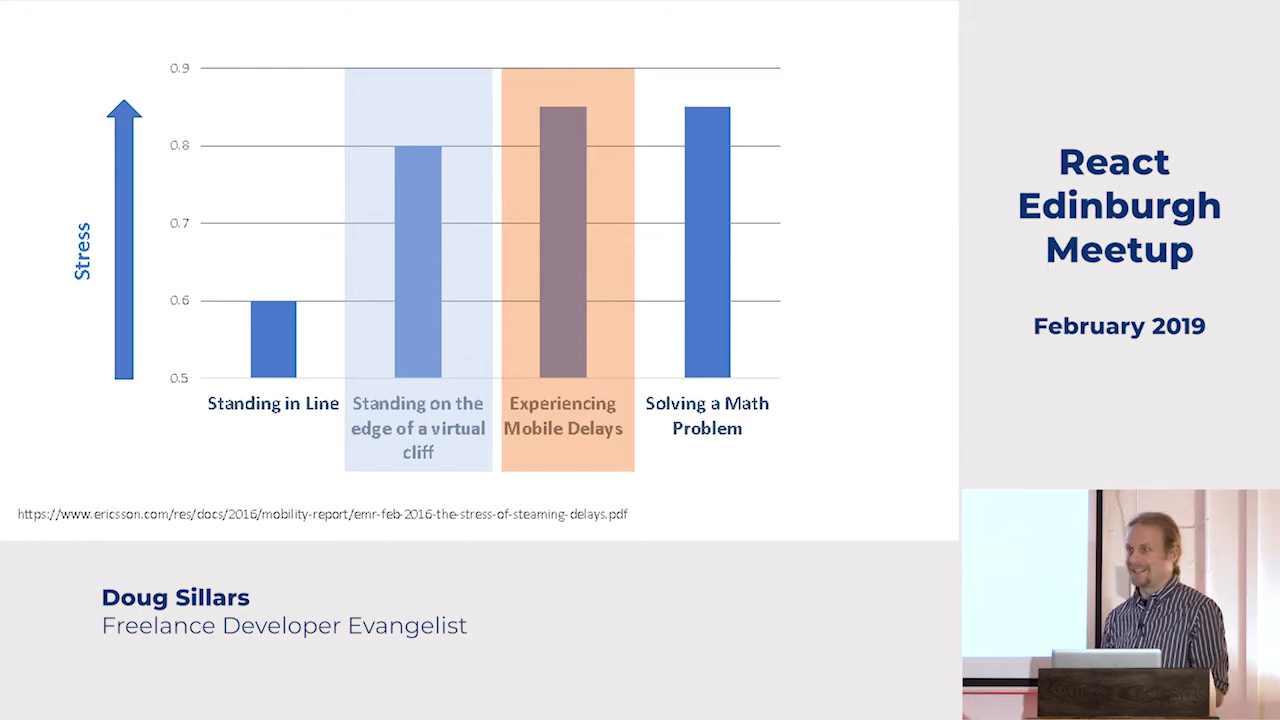 0.9
0.8
0.7
0.6
0.5
Stress
Standing in Line
Standing on the
edge of a virtual
cliff
Experiencing
Mobile Delays
Solving a Math
Problem
https://www.ericsson.com/res/docs/2016/mobility-report/emr-feb-2016-the-stress-of-steaming-delays.pdf
React
Edinburgh
Meetup
February 2019
Doug Sillars
Freelance Developer Evangelist